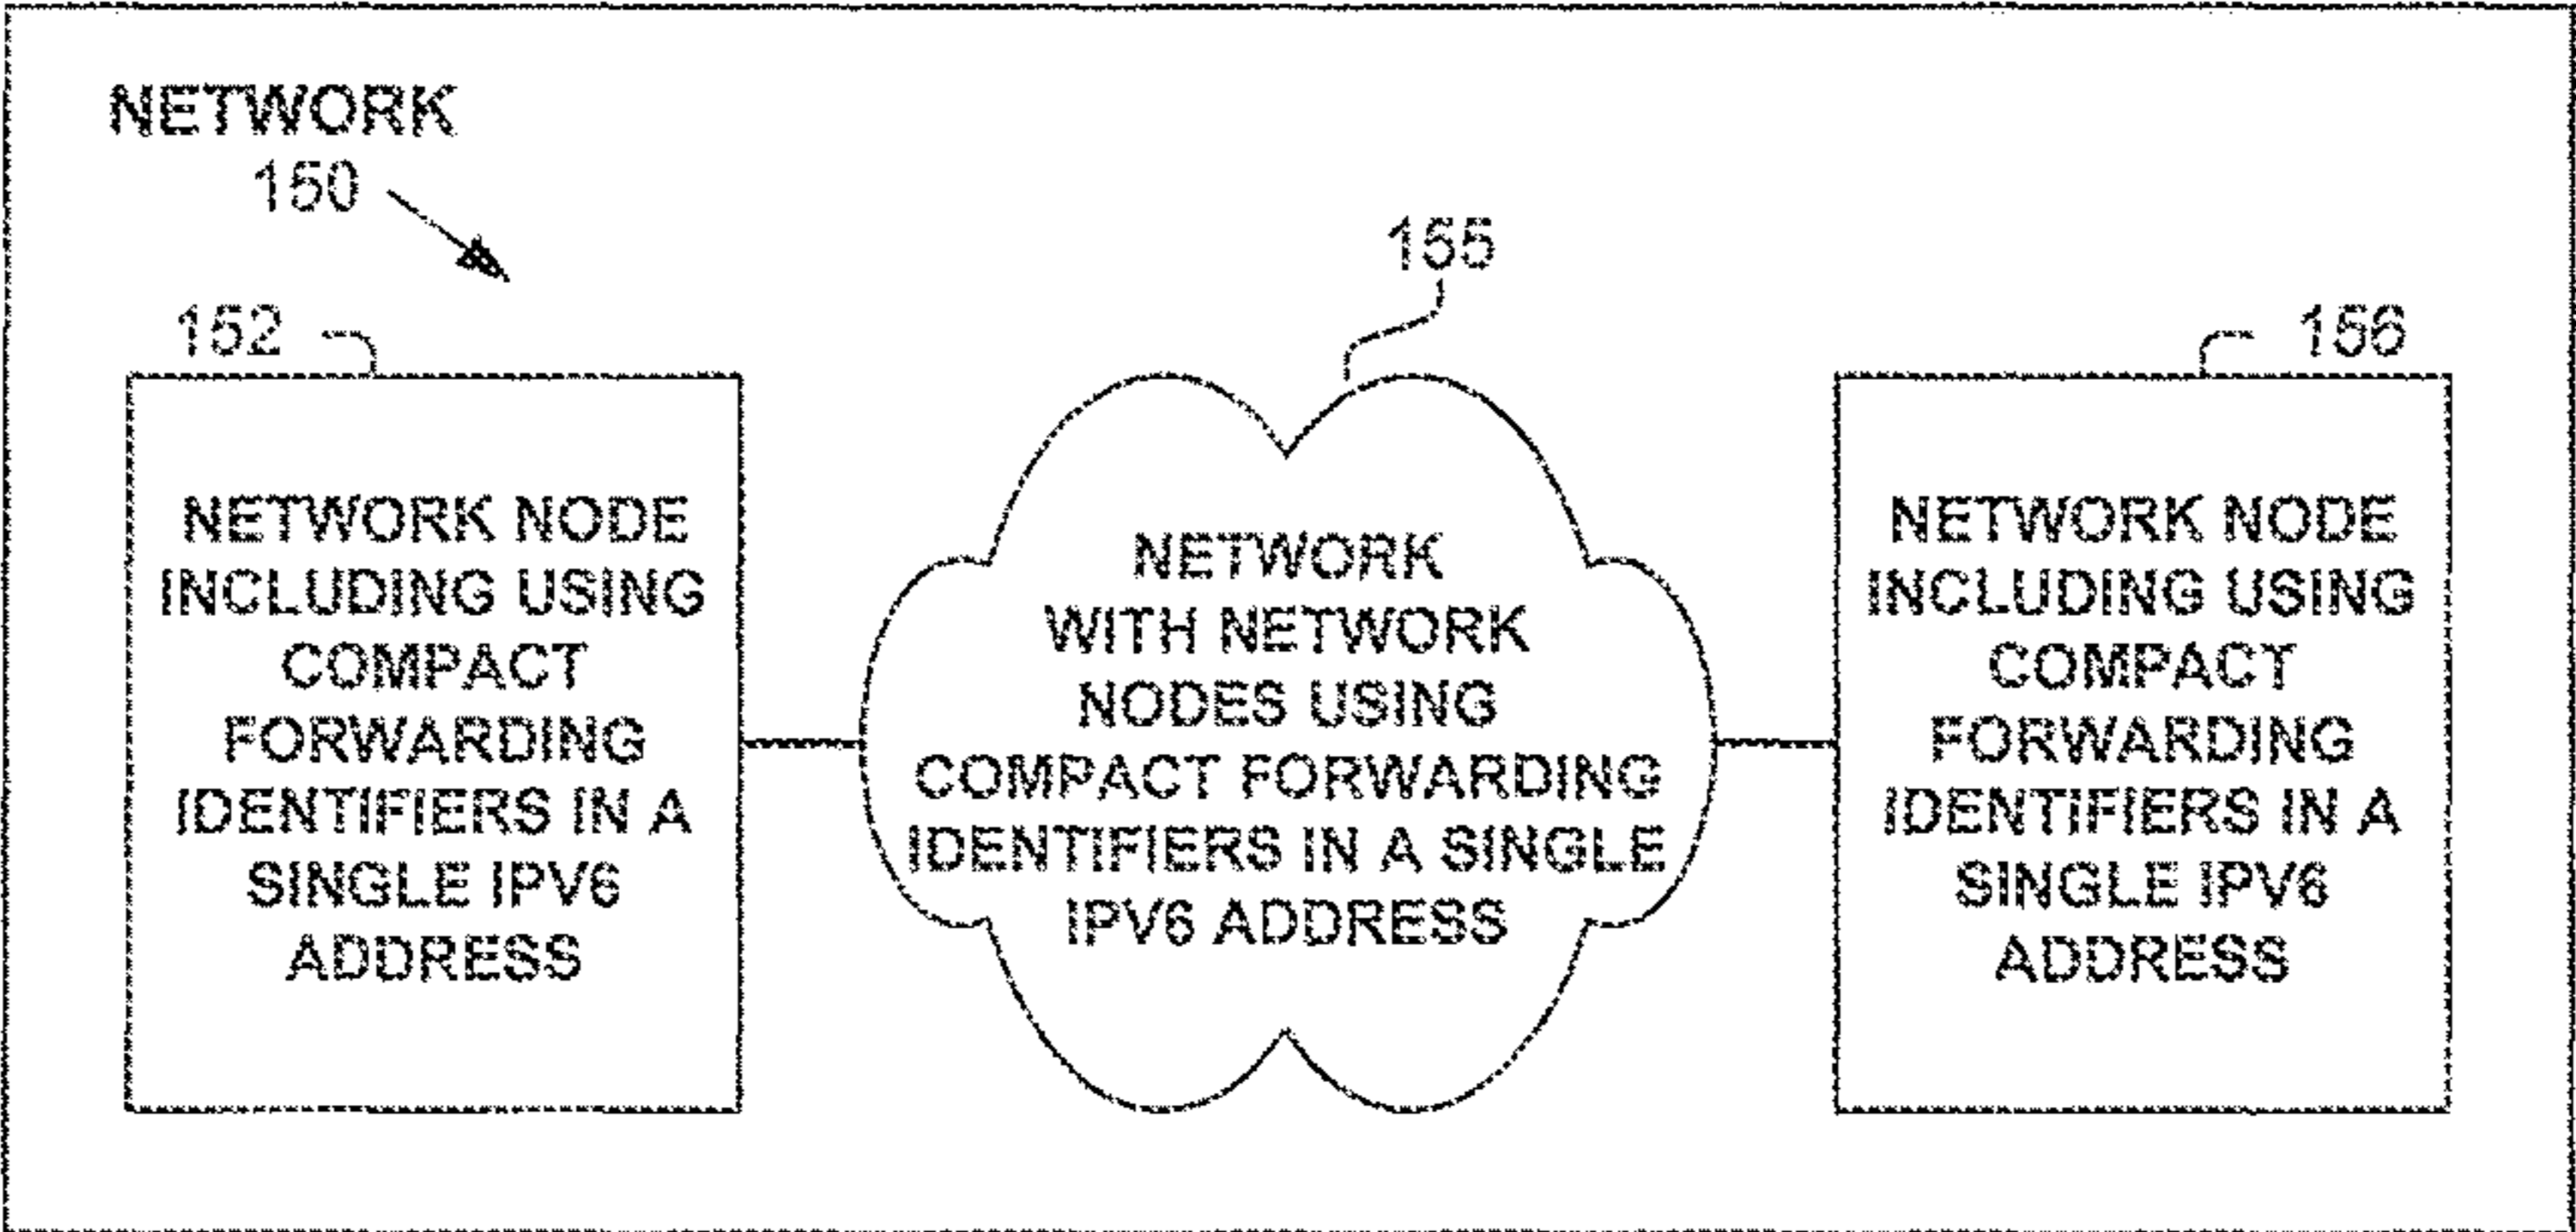 NETWORK
150
155
152
156
NETWORK NODE
INCLUDING USING
COMPACT
FORWARDING
IDENTIFIERS IN A
SINGLE IPV6
ADDRESS
NETWORK
WITH NETWORK
NODES USING
COMPACT FORWARDING
IDENTIFIERS IN A SINGLE
IPV6 ADDRESS
NETWORK NODE
INCLUDING USING
COMPACT
FORWARDING
IDENTIFIERS IN A
SINGLE IPV6
ADDRESS